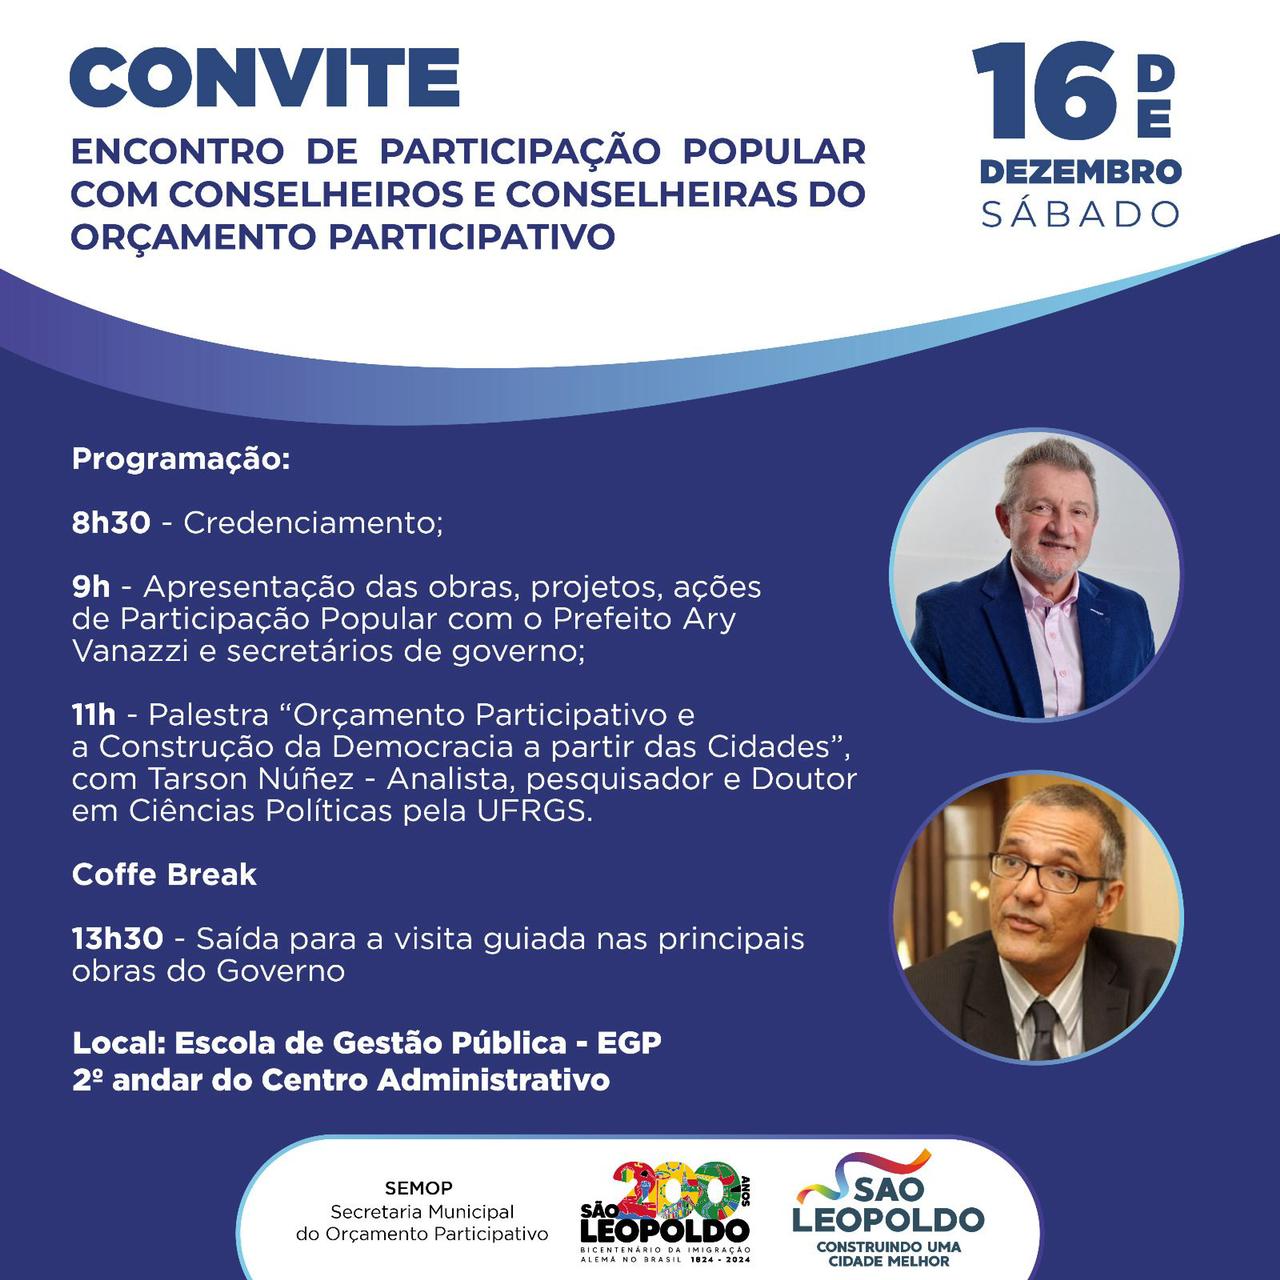 CONVITE
ENCONTRO DE PARTICIPAÇÃO POPULAR
COM CONSELHEIROS E CONSELHEIRAS DO
ORÇAMENTO PARTICIPATIVO
16 DE
DEZEMBRO
SÁBADO
Programação:
8h30 - Credenciamento;
9h - Apresentação das obras, projetos, ações
de Participação Popular com o Prefeito Ary
Vanazzi e secretários de governo;
11h - Palestra “Orçamento Participativo e
a Construção da Democracia a partir das Cidades”,
com Tarson Núñez - Analista, pesquisador e Doutor
em Ciências Políticas pela UFRGS.
Coffe Break
13h30 - Saída para a visita guiada nas principais
obras do Governo
Local: Escola de Gestão Pública - EGP
2º andar do Centro Administrativo
SEMOP
Secretaria Municipal
do Orçamento Participativo
200 ANOS
SÃO
LEOPOLDO
BICENTENÁRIO DA IMIGRAÇÃO
ALEMÃ NO BRASIL 1824 - 2024
SAO
LEOPOLDO
CONSTRUINDO UMA
CIDADE MELHOR